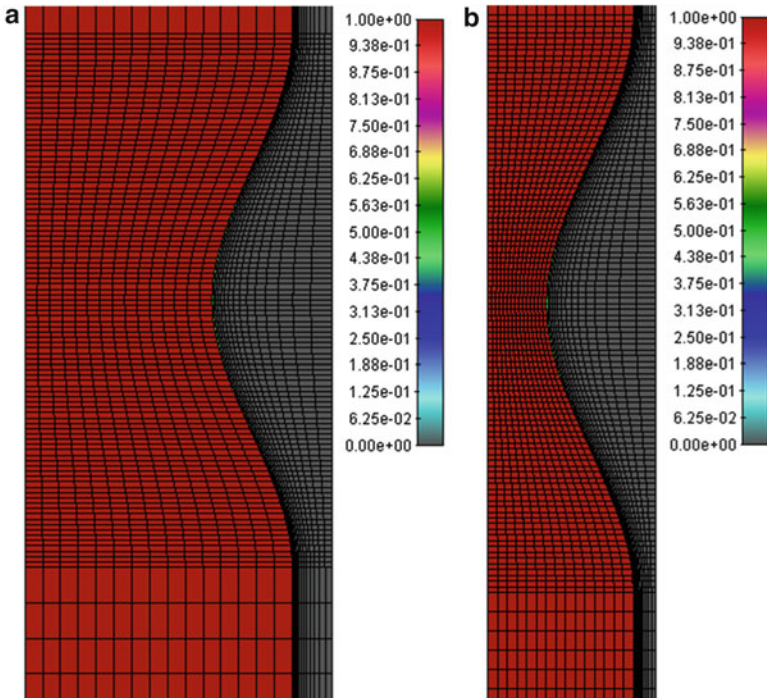 a
1.00e+00
9.38e-01
8.75e-01
8.13e-01
7.50e-01
6.88e-01
6.25e-01
5.63e-01
5.00e-01
4.38e-01
3.75e-01
3.13e-01
2.50e-01
1.88e-01
1.25e-01
6.25e-02
0.00e+00
b
1.00e+00
9.38e-01
8.75e-01
8.13e-01
7.50e-01
6.88e-01
6.25e-01
5.63e-01
5.00e-01
4.38e-01
3.75e-01
3.13e-01
2.50e-01
1.88e-01
1.25e-01
6.25e-02
0.00e+00